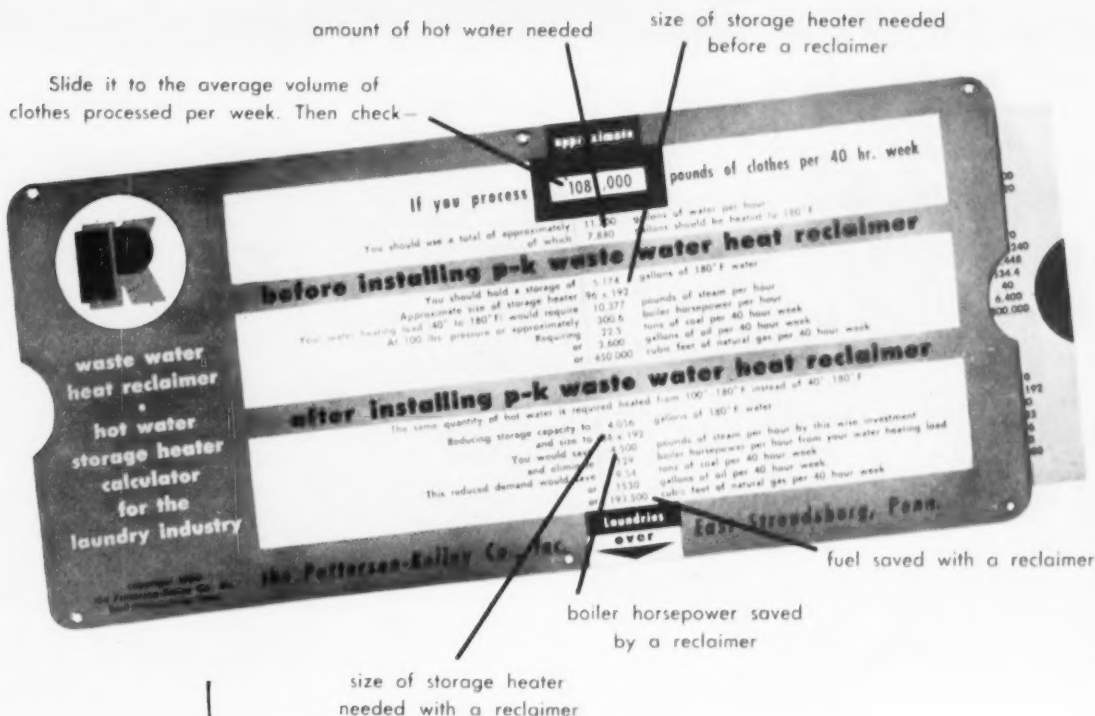 amount of hot water needed
size of storage heater needed
before a reclaimer
Slide it to the average volume of
clothes processed per week. Then check—
approximate
If you process 108,000 pounds of clothes per 40 hr. week
You should use a total of approximately gallons of water per hour
of which 7,880 gallons should be heated to 180°F
before installing p-k waste water heat reclaimer
You should hold a storage of 5,174 gallons of 180°F water
Approximate size of storage heater 96 x 192
Your water heating load (40° to 180°F) would require 10,377 pounds of steam per hour
At 100 lbs. pressure or approximately 300.6 boiler horsepower per hour
Requiring 22.5 tons of coal per 40 hour week
or 3,600 gallons of oil per 40 hour week
or 450,000 cubic feet of natural gas per 40 hour week
after installing p-k waste water heat reclaimer
The same quantity of hot water is required heated from 100°-180°F instead of 40°-180°F
Reducing storage capacity to 4,056 gallons of 180°F water
and size to x 192
You would save 4,500 pounds of steam per hour by this wise investment
and eliminate 129 boiler horsepower per hour from your water heating load
This reduced demand would save 9.54 tons of coal per 40 hour week
or 1530 gallons of oil per 40 hour week
or 193,500 cubic feet of natural gas per 40 hour week
waste water
heat reclaimer
•
hot water
storage heater
calculator
for the
laundry industry
Laundries
over
the Patterson-Kelley Co., Inc. East Stroudsburg, Penn.
240
448
534.4
40
6,400
800,000
192
fuel saved with a reclaimer
boiler horsepower saved
by a reclaimer
size of storage heater
needed with a reclaimer